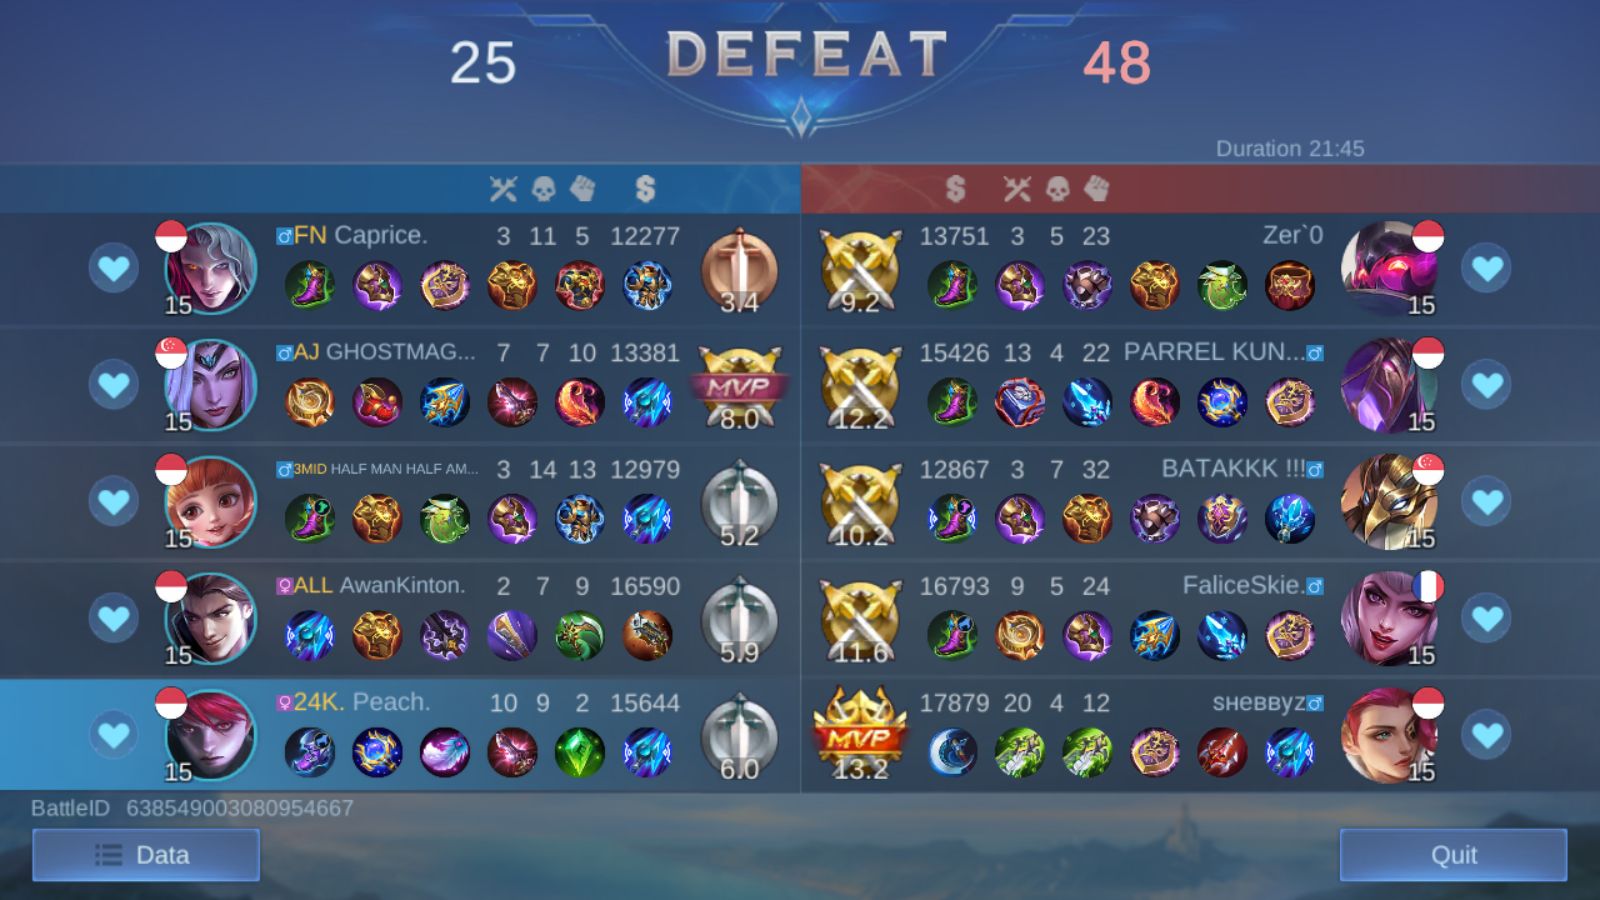 25 DEFEAT 48
Duration 21:45
FN Caprice. 3 11 5 12277 3.4
15
9.2 13751 3 5 23 Zer`0
15
AJ GHOSTMAG... 7 7 10 13381 MVP 8.0
15
12.2 15426 13 4 22 PARREL KUN...
15
3MID HALF MAN HALF AM... 3 14 13 12979 5.2
15
10.2 12867 3 7 32 BATAKKK !!!
15
ALL AwanKinton. 2 7 9 16590 5.9
15
11.6 16793 9 5 24 FaliceSkie.
15
24K. Peach. 10 9 2 15644 6.0
15
MVP 13.2 17879 20 4 12 sʜᴇʙʙʏᴢ
15
BattleID 638549003080954667
Data
Quit